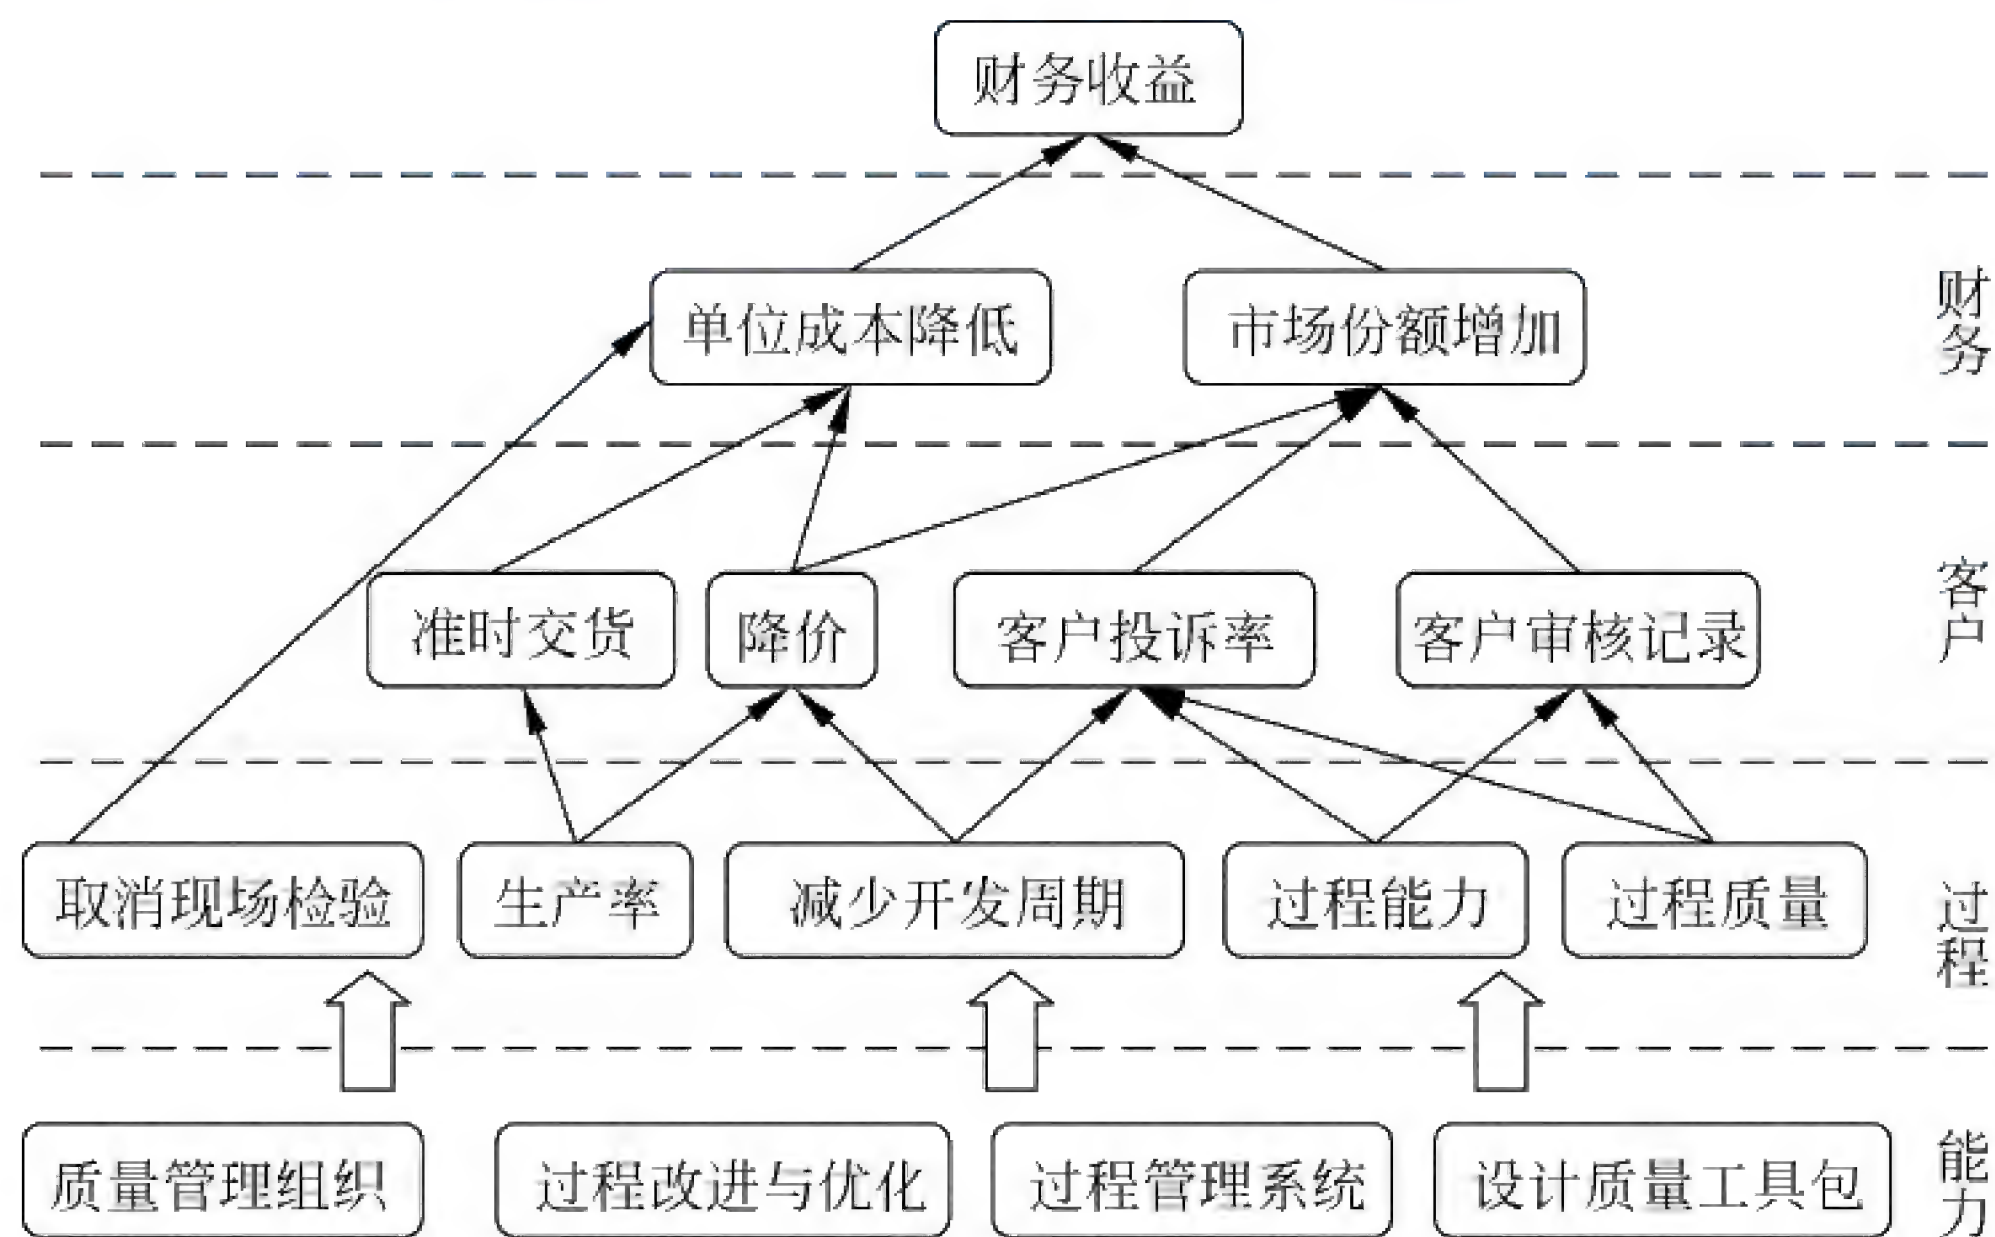 财务收益
单位成本降低
市场份额增加
财务
准时交货
降价
客户投诉率
客户审核记录
客户
取消现场检验
生产率
减少开发周期
过程能力
过程质量
过程
质量管理组织
过程改进与优化
过程管理系统
设计质量工具包
能力